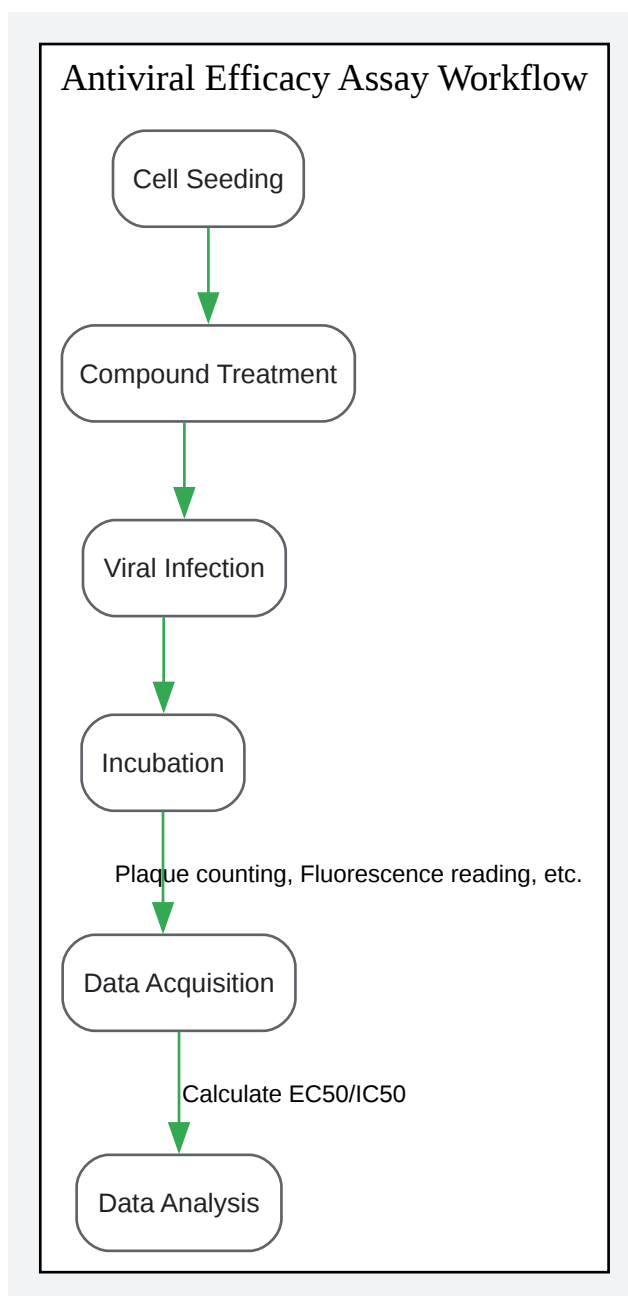 Antiviral Efficacy Assay Workflow
Cell Seeding
Compound Treatment
Viral Infection
Incubation
Plaque counting, Fluorescence reading, etc.
Data Acquisition
Calculate EC50/IC50
Data Analysis